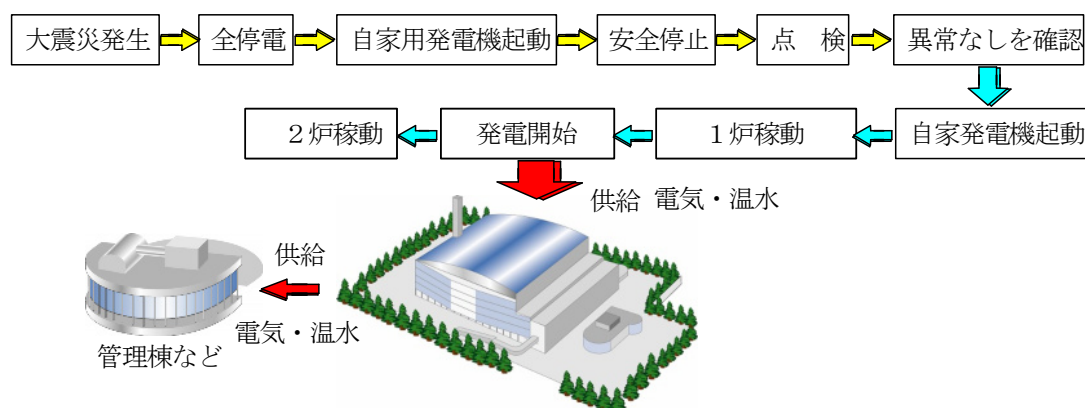 大震災発生
全停電
自家用発電機起動
安全停止
点　検
異常なしを確認
自家発電機起動
１炉稼動
発電開始
２炉稼動
供給 電気・温水
供給
電気・温水
管理棟など